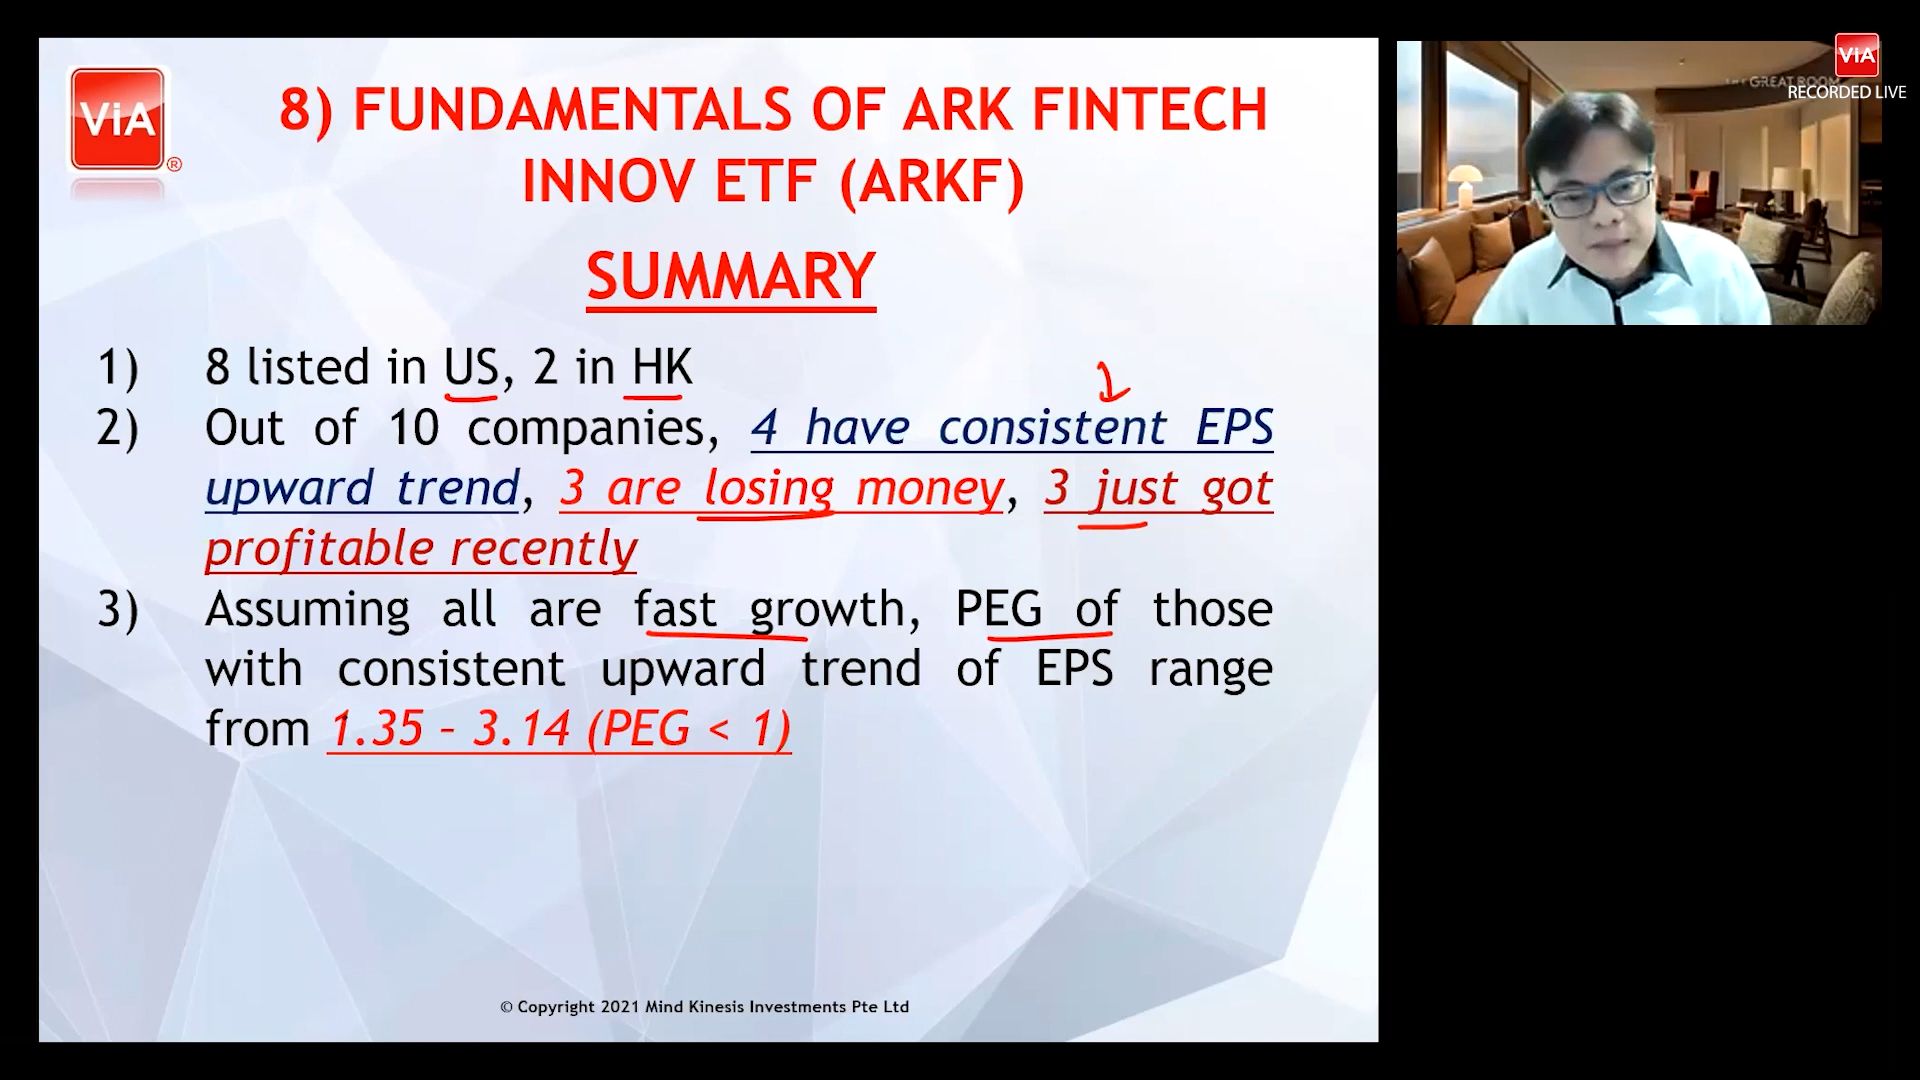 ViA
®
8) FUNDAMENTALS OF ARK FINTECH
INNOV ETF (ARKF)
SUMMARY
1) 8 listed in US, 2 in HK
2) Out of 10 companies, 4 have consistent EPS
upward trend, 3 are losing money, 3 just got
profitable recently
3) Assuming all are fast growth, PEG of those
with consistent upward trend of EPS range
from 1.35 – 3.14 (PEG < 1)
© Copyright 2021 Mind Kinesis Investments Pte Ltd
ViA
THE GREAT ROOM
RECORDED LIVE